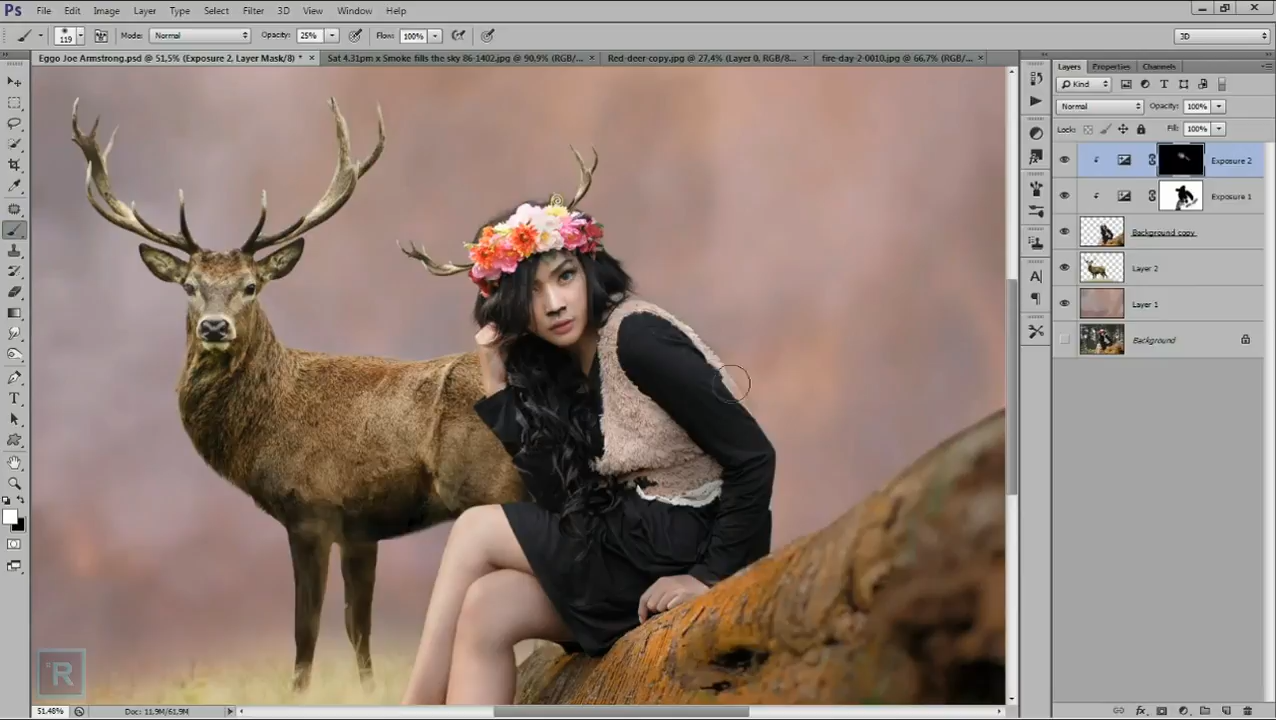 Ps File Edit Image Layer Type Select Filter 3D View Window Help
119 Mode: Normal Opacity: 25% Flow: 100% 3D
Eggo Joe Armstrong.psd @ 51,5% (Exposure 2, Layer Mask/8) * × Sat 4.31pm x Smoke fills the sky 86-1402.jpg @ 90,9% (RGB/... × Red-deer-copy.jpg @ 27,4% (Layer 0, RGB/8... × fire-day-2-0010.jpg @ 66,7% (RGB/... ×
Layers Properties Channels
Kind
Normal Opacity: 100%
Lock: Fill: 100%
Exposure 2
Exposure 1
Background copy
Layer 2
Layer 1
Background
R
51.48% Doc: 11.9M/61.9M